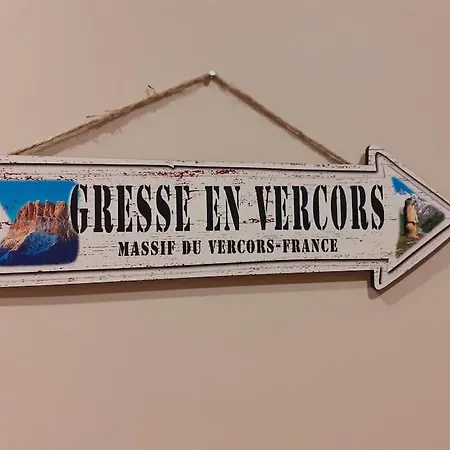 GRESSE EN VERCORS
MASSIF DU VERCORS-FRANCE